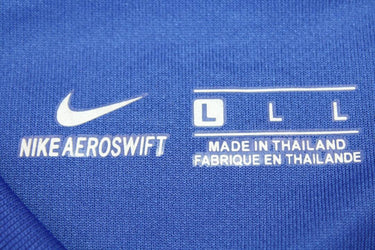 NIKE AEROSWIFT
L L L
MADE IN THAILAND
FABRIQUE EN THAILANDE